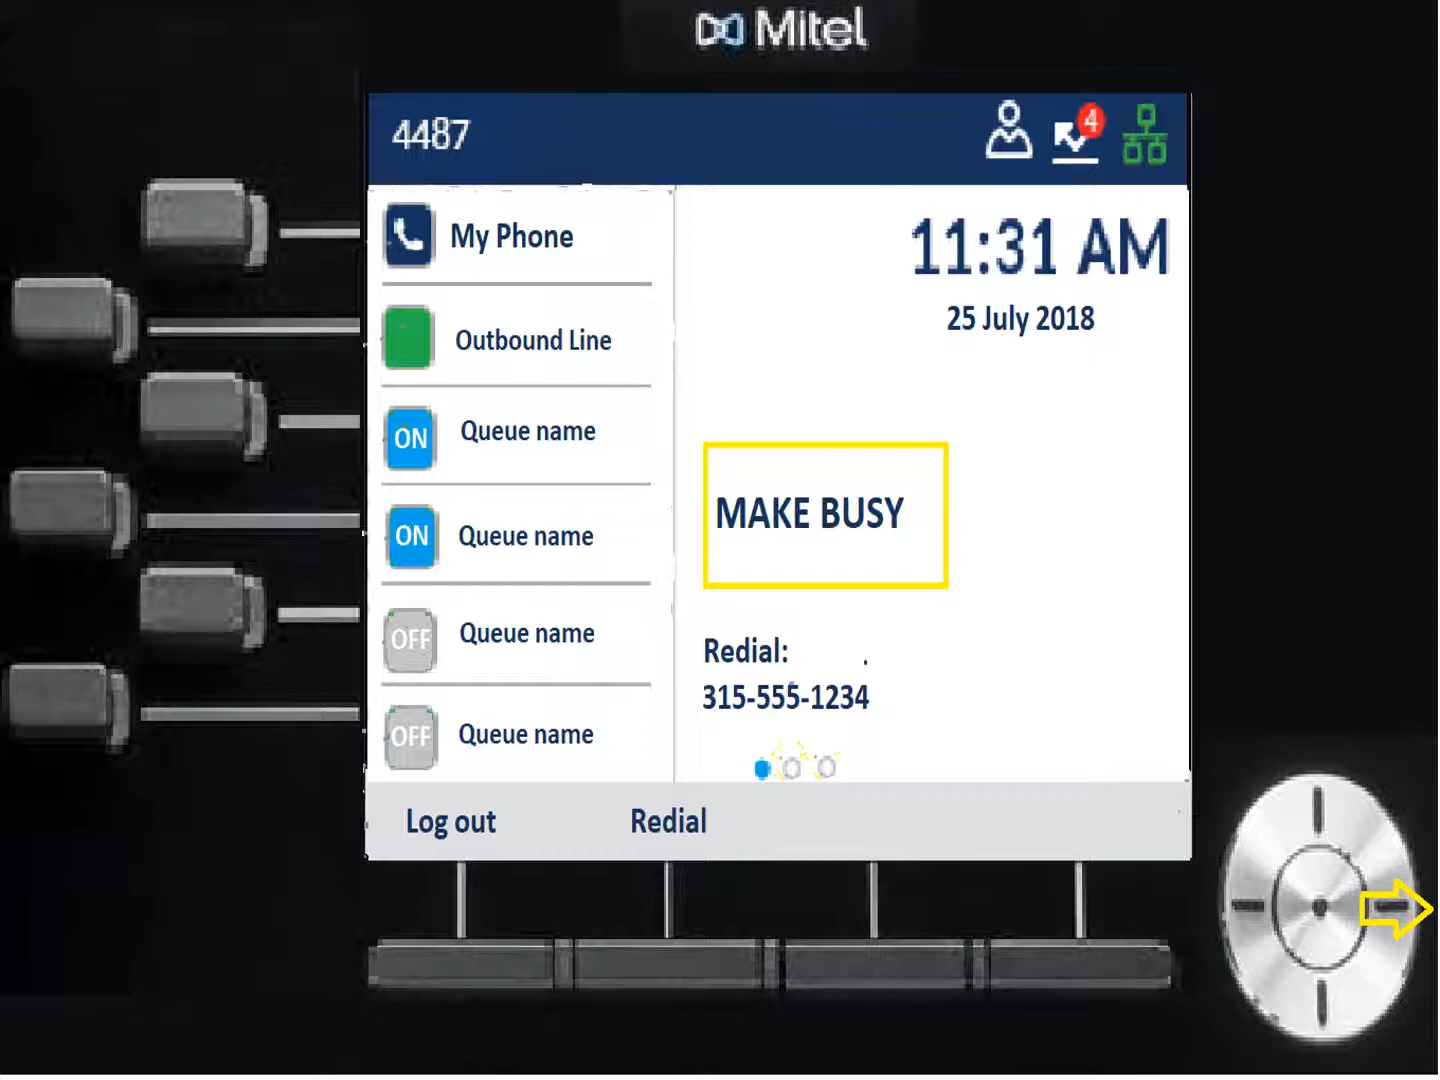 Mitel
4487
4
My Phone
11:31 AM
25 July 2018
Outbound Line
ON Queue name
ON Queue name
MAKE BUSY
OFF Queue name
Redial:
315-555-1234
OFF Queue name
Log out Redial